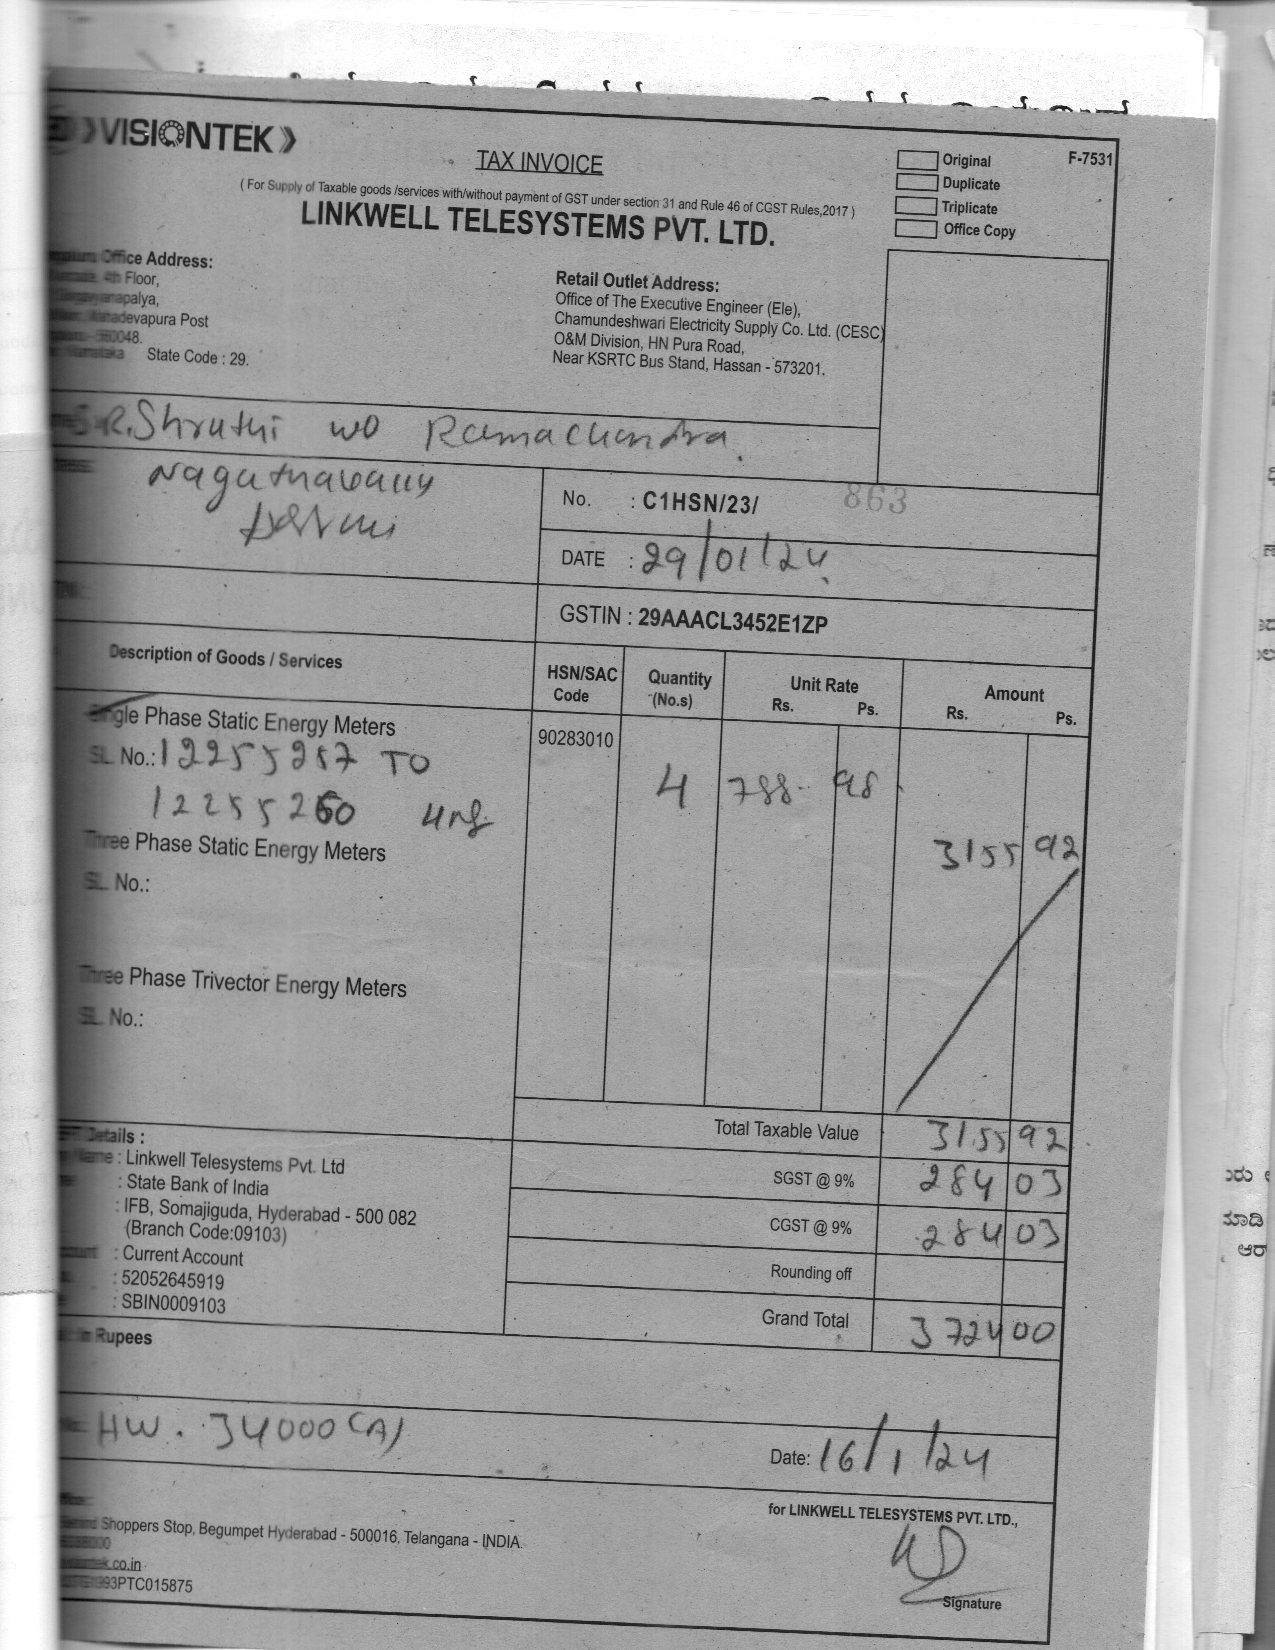 VISIONTEK
TAX INVOICE
Original
F-7531
Duplicate
Triplicate
Office Copy
( For Supply of Taxable goods /services with/without payment of GST under section 31 and Rule 46 of CGST Rules,2017 )
LINKWELL TELESYSTEMS PVT. LTD.
Office Address:
4th Floor,
State Code : 29.
Retail Outlet Address:
Office of The Executive Engineer (Ele),
Chamundeshwari Electricity Supply Co. Ltd. (CESC)
O&M Division, HN Pura Road,
Near KSRTC Bus Stand, Hassan - 573201.
S.R.Shruthi wo Ramachandra.
No. : C1HSN/23/ 863
DATE : 29/01/24
GSTIN : 29AAACL3452E1ZP
Description of Goods / Services
HSN/SAC Code
Quantity (No.s)
Unit Rate
Rs. Ps.
Amount
Rs. Ps.
Single Phase Static Energy Meters
SL No.: 12255257 TO
12255260
90283010
4 788 98
3155 92
Three Phase Static Energy Meters
SL No.:
Three Phase Trivector Energy Meters
SL No.:
Total Taxable Value 3155 92
SGST @ 9% 284 03
CGST @ 9% 284 03
Rounding off
Grand Total 3724 00
Details :
Name : Linkwell Telesystems Pvt. Ltd
: State Bank of India
: IFB, Somajiguda, Hyderabad - 500 082
(Branch Code:09103)
: Current Account
: 52052645919
: SBIN0009103
in Rupees
HW. 34000(A)
Date: 16/1/24
for LINKWELL TELESYSTEMS PVT. LTD.,
Shoppers Stop, Begumpet Hyderabad - 500016, Telangana - INDIA.
.co.in
1993PTC015875
Signature